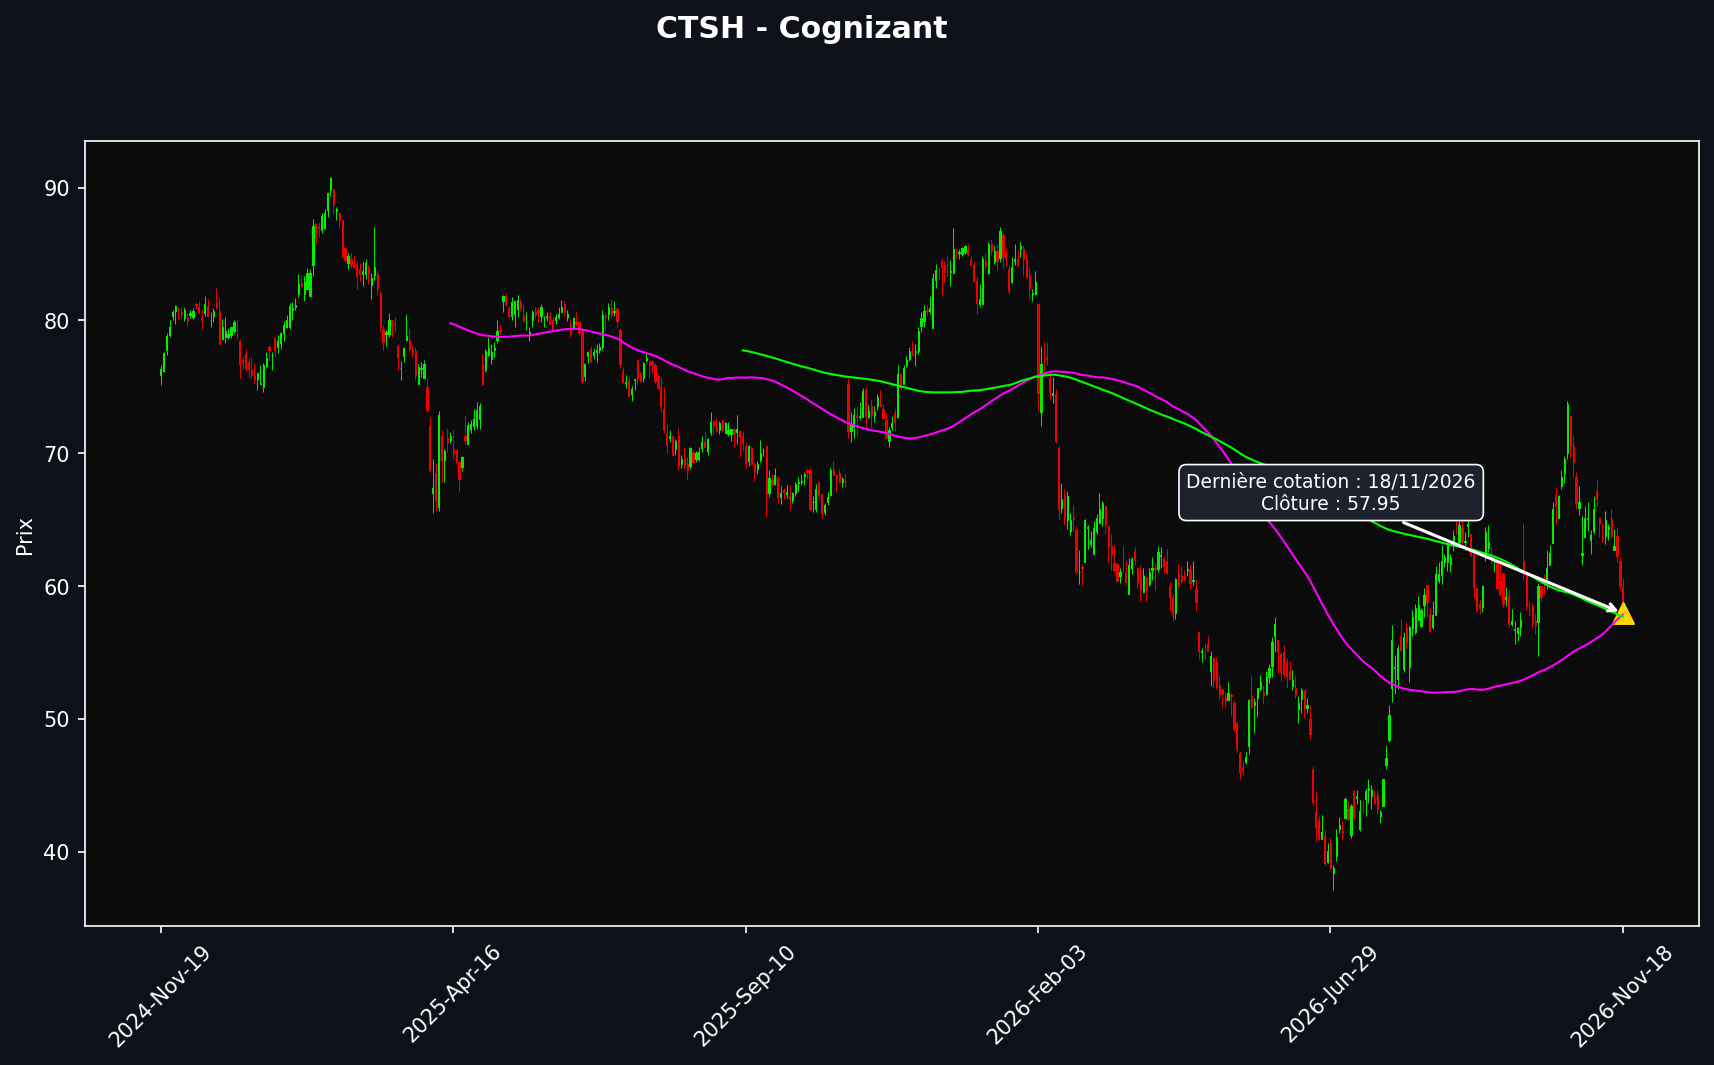 CTSH - Cognizant
Prix
90
80
70
60
50
40
Dernière cotation : 18/11/2026
Clôture : 57.95
2024-Nov-19
2025-Apr-16
2025-Sep-10
2026-Feb-03
2026-Jun-29
2026-Nov-18